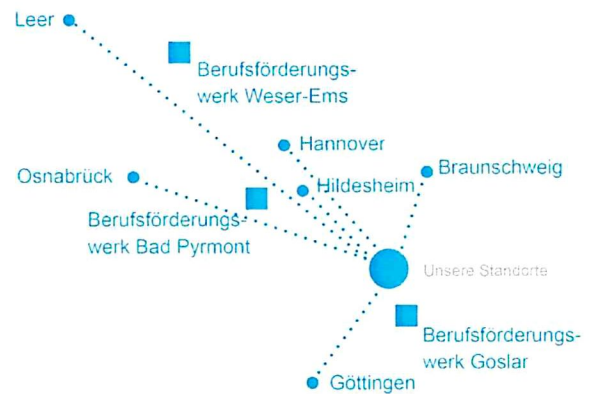 Leer
Berufsförderungs-
werk Weser-Ems
Hannover
Braunschweig
Osnabrück
Hildesheim
Berufsförderungs-
werk Bad Pyrmont
Unsere Standorte
Berufsförderungs-
werk Goslar
Göttingen